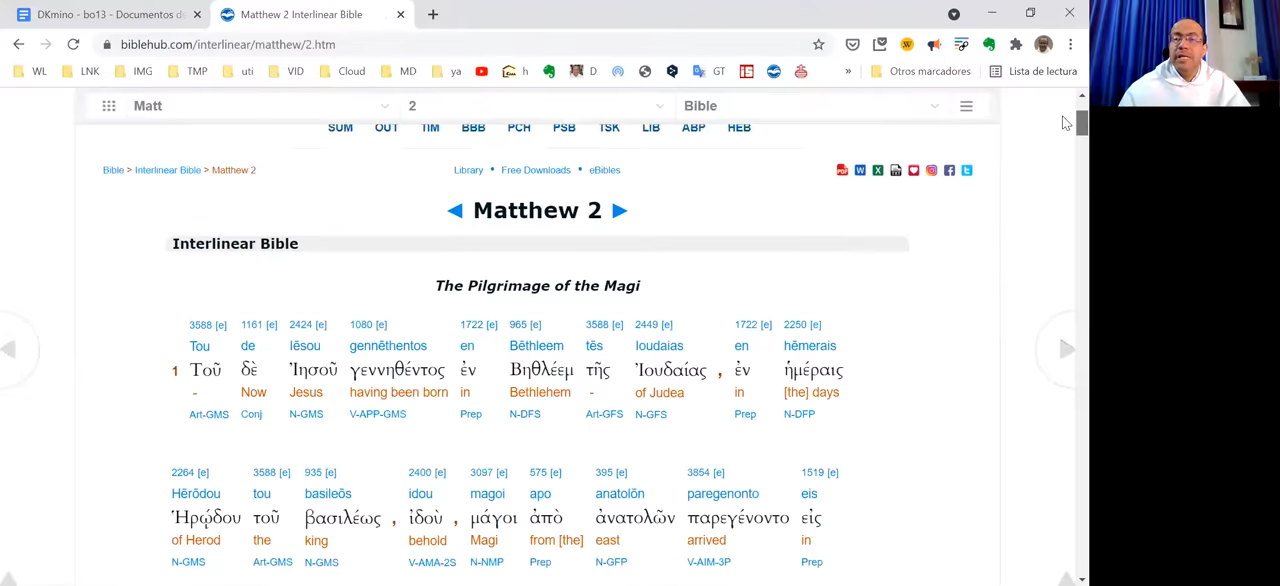 DKmino - bo13 - Documentos d
Matthew 2 Interlinear Bible
biblehub.com/interlinear/matthew/2.htm
WL LNK IMG TMP uti VID Cloud MD ya h D GT » Otros marcadores Lista de lectura
Matt 2 Bible
SUM OUT TIM BBB PCH PSB TSK LIB ABP HEB
Bible > Interlinear Bible > Matthew 2 Library • Free Downloads • eBibles
◄ Matthew 2 ►
Interlinear Bible
The Pilgrimage of the Magi
3588 [e] 1161 [e] 2424 [e] 1080 [e] 1722 [e] 965 [e] 3588 [e] 2449 [e] 1722 [e] 2250 [e]
Tou de Iēsou gennēthentos en Bēthleem tēs Ioudaias en hēmerais
1 Τοῦ δὲ Ἰησοῦ γεννηθέντος ἐν Βηθλέεμ τῆς Ἰουδαίας , ἐν ἡμέραις
- Now Jesus having been born in Bethlehem - of Judea in [the] days
Art-GMS Conj N-GMS V-APP-GMS Prep N-DFS Art-GFS N-GFS Prep N-DFP
2264 [e] 3588 [e] 935 [e] 2400 [e] 3097 [e] 575 [e] 395 [e] 3854 [e] 1519 [e]
Hērōdou tou basileōs idou magoi apo anatolōn paregenonto eis
Ἡρῴδου τοῦ βασιλέως , ἰδοὺ , μάγοι ἀπὸ ἀνατολῶν παρεγένοντο εἰς
of Herod the king behold Magi from [the] east arrived in
N-GMS Art-GMS N-GMS V-AMA-2S N-NMP Prep N-GFP V-AIM-3P Prep